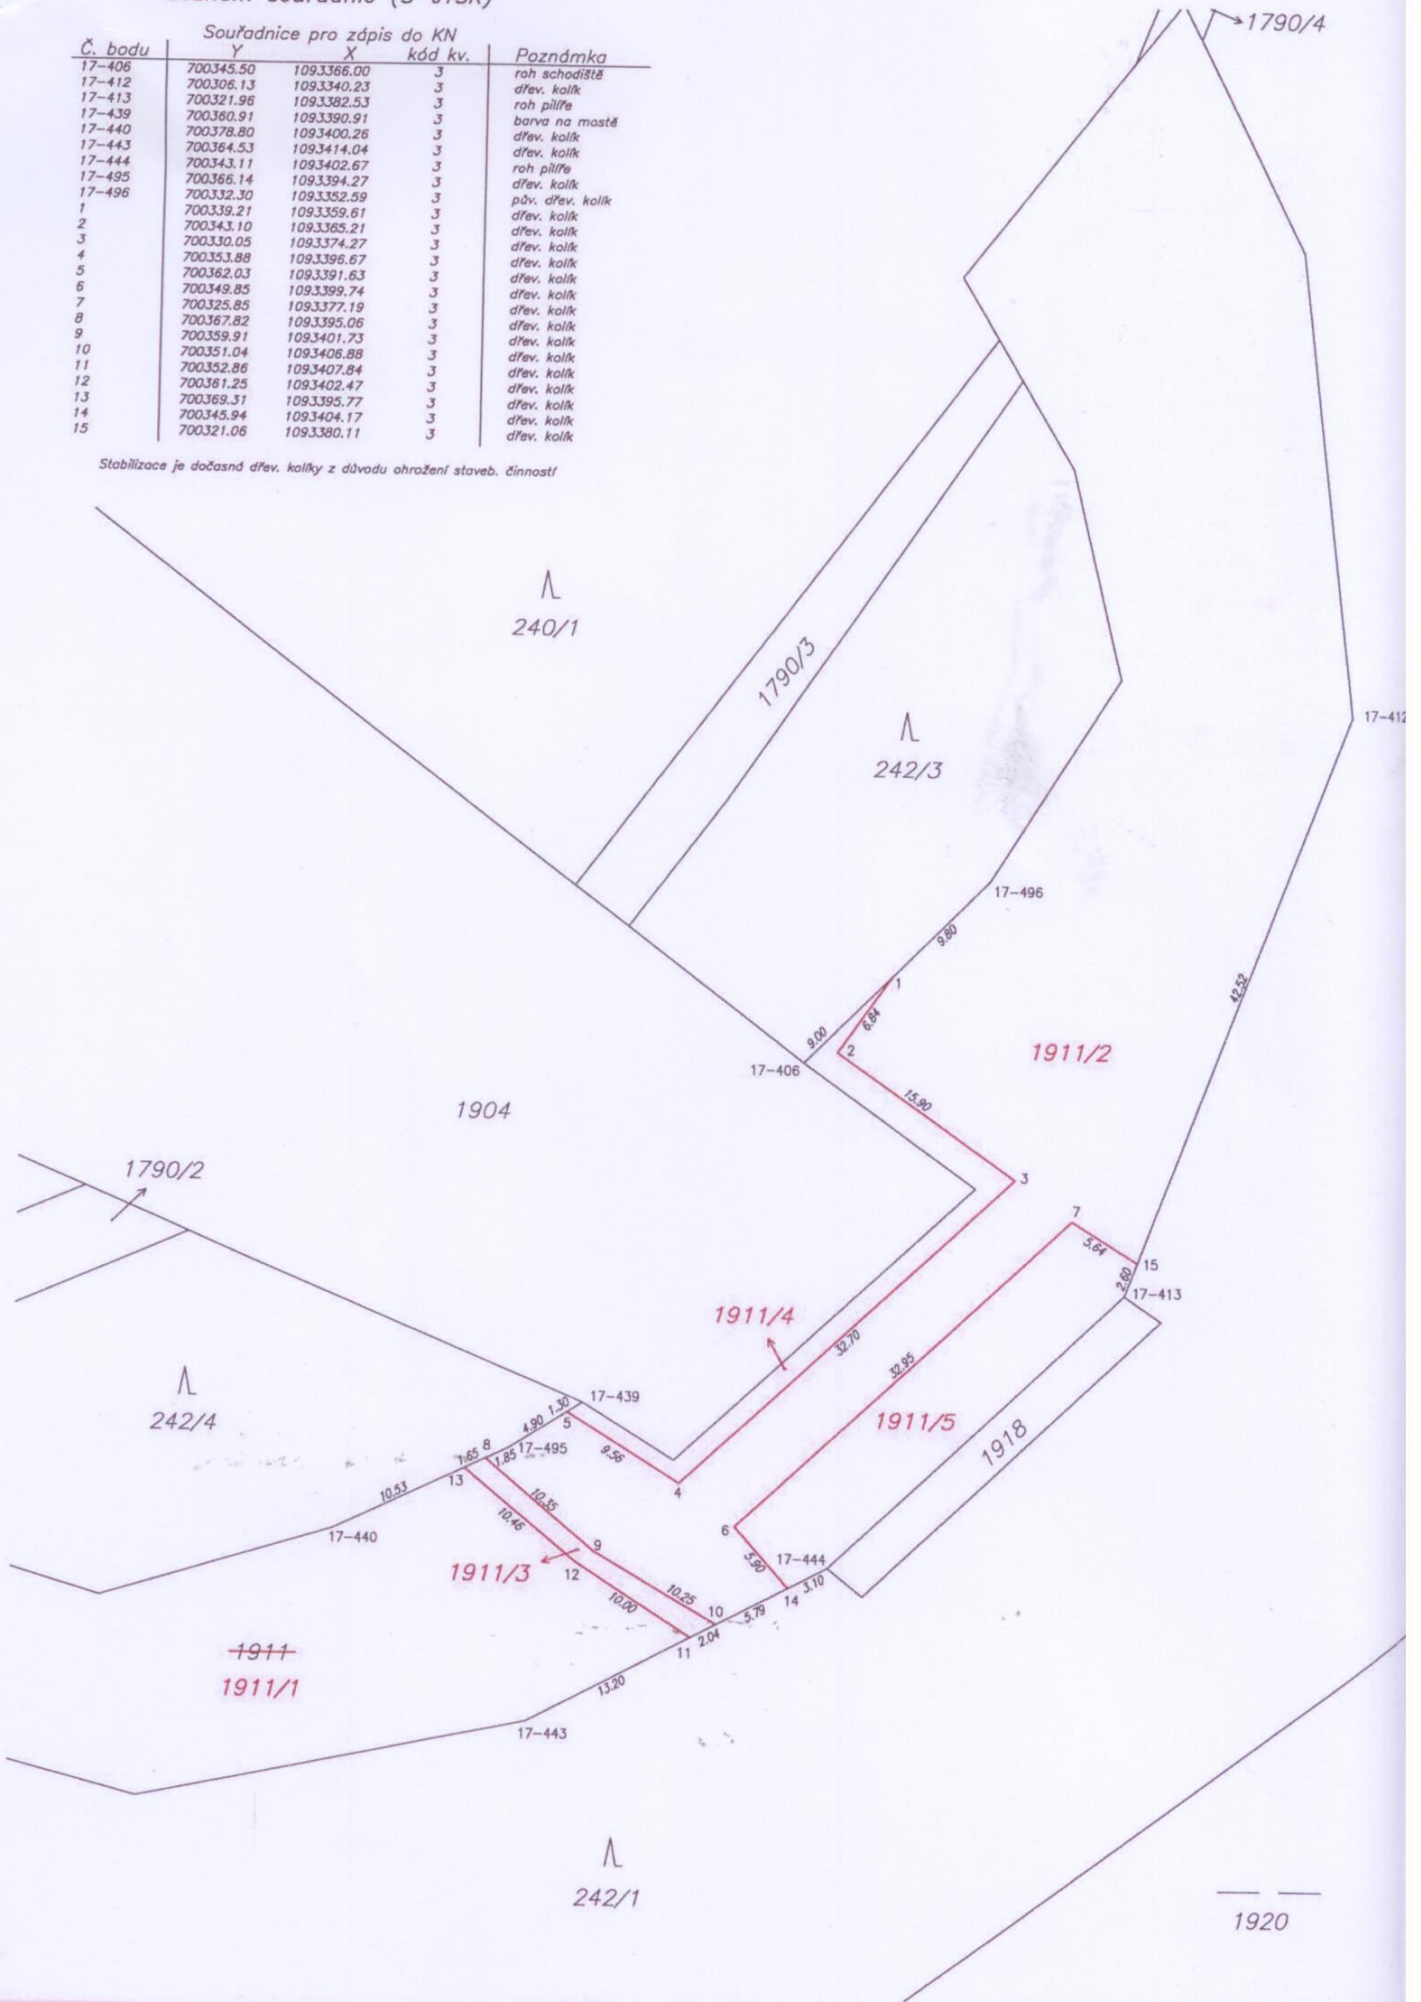 souřadnic (S-JTSK)
Souřadnice pro zápis do KN
Č. bodu Y X kód kv. Poznámka
17-406 700345.50 1093366.00 3 roh schodiště
17-412 700306.13 1093340.23 3 dřev. kolík
17-413 700321.96 1093382.53 3 roh pilíře
17-439 700360.91 1093390.91 3 barva na mostě
17-440 700378.80 1093400.26 3 dřev. kolík
17-443 700364.53 1093414.04 3 dřev. kolík
17-444 700343.11 1093402.67 3 roh pilíře
17-495 700366.14 1093394.27 3 dřev. kolík
17-496 700332.30 1093352.59 3 pův. dřev. kolík
1 700339.21 1093359.61 3 dřev. kolík
2 700343.10 1093365.21 3 dřev. kolík
3 700330.05 1093374.27 3 dřev. kolík
4 700353.88 1093396.67 3 dřev. kolík
5 700362.03 1093391.63 3 dřev. kolík
6 700349.85 1093399.74 3 dřev. kolík
7 700325.85 1093377.19 3 dřev. kolík
8 700367.82 1093395.06 3 dřev. kolík
9 700359.91 1093401.73 3 dřev. kolík
10 700351.04 1093406.88 3 dřev. kolík
11 700352.86 1093407.84 3 dřev. kolík
12 700361.25 1093402.47 3 dřev. kolík
13 700369.31 1093395.77 3 dřev. kolík
14 700345.94 1093404.17 3 dřev. kolík
15 700321.06 1093380.11 3 dřev. kolík
Stabilizace je dočasná dřev. kolíky z důvodu ohrožení staveb. činností
1790/4
240/1
1790/3
17-412
242/3
17-496
9.80
42.52
1
6.84
9.00
2
1911/2
17-406
15.90
1904
1790/2
3
7
5.64
15
2.60
17-413
1911/4
32.70
32.95
242/4
17-439
1.30
4.90
5
1911/5
1918
8
17-495
1.65
1.85
9.56
13
10.53
10.35
4
10.46
17-440
6
9
17-444
5.90
1911/3
12
3.10
10.25
10.00
14
10
5.79
2.04
11
1911
1911/1
13.20
17-443
242/1
1920